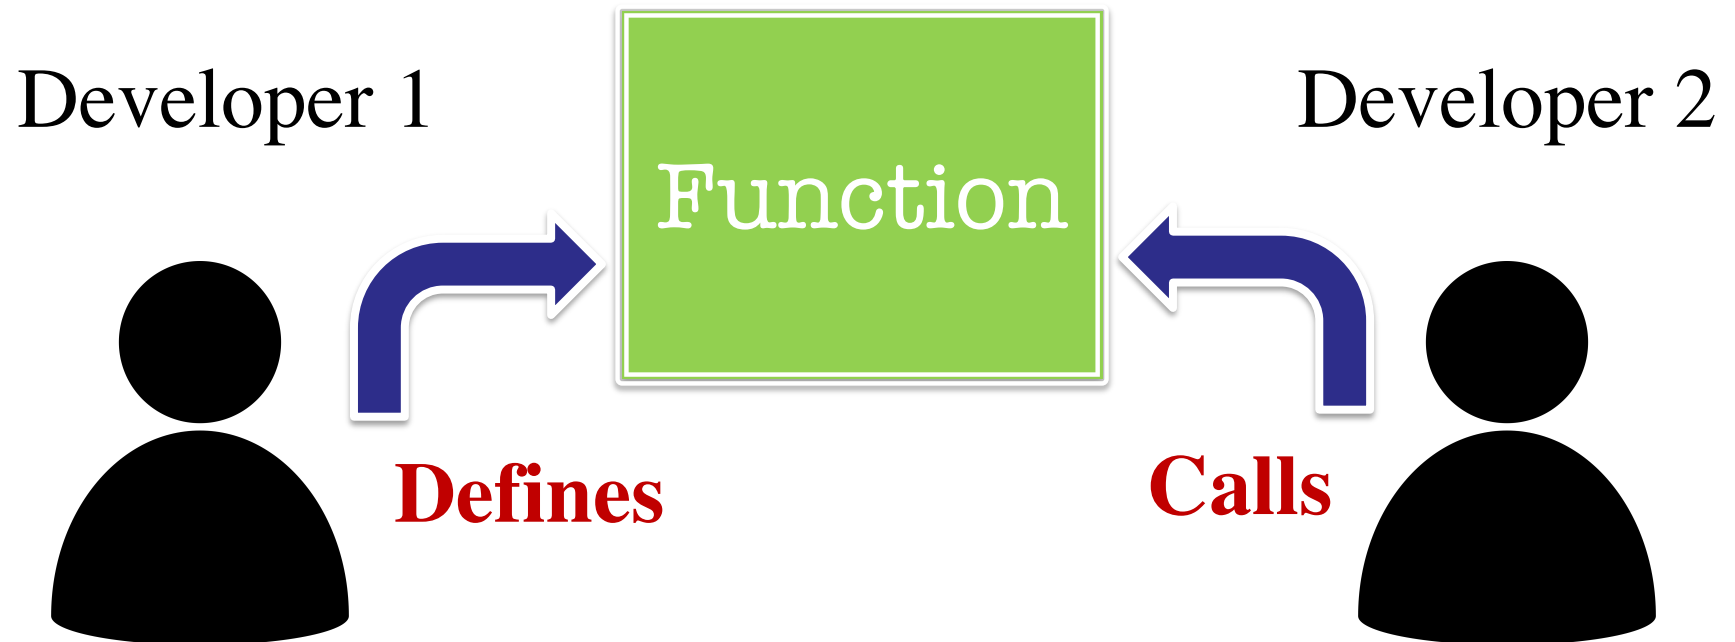 Developer 1
Developer 2
Function
Defines
Calls